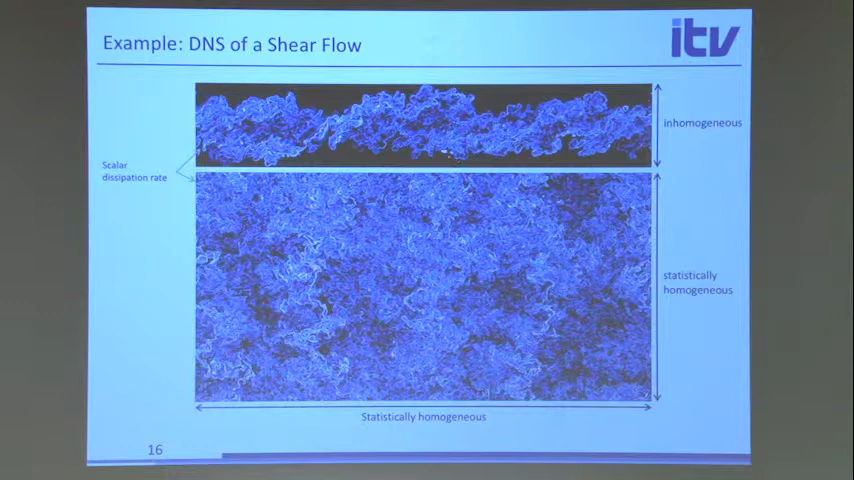 Example: DNS of a Shear Flow
itv
inhomogeneous
Scalar
dissipation rate
statistically
homogeneous
Statistically homogeneous
16